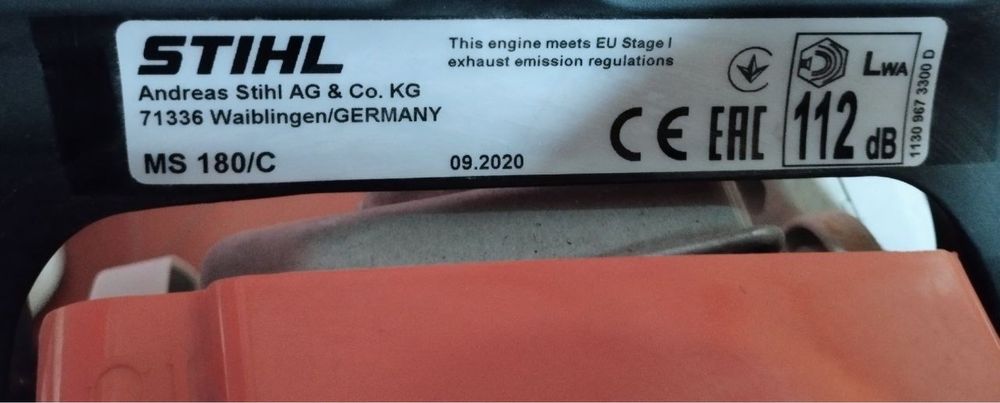 STIHL
Andreas Stihl AG & Co. KG
71336 Waiblingen/GERMANY
MS 180/C
This engine meets EU Stage I
exhaust emission regulations
09.2020
CE EAC
LWA
112 dB
1130 967 3300 D